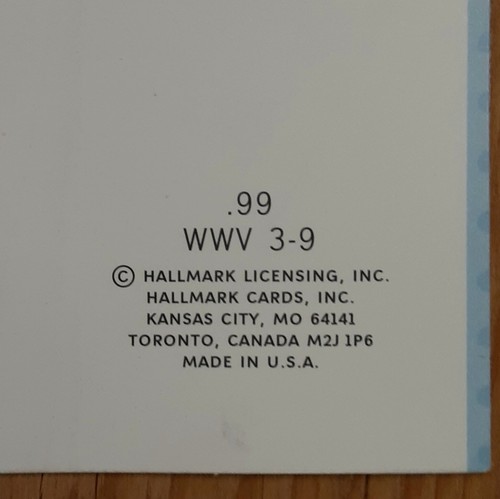 .99
WWV 3-9
© HALLMARK LICENSING, INC.
HALLMARK CARDS, INC.
KANSAS CITY, MO 64141
TORONTO, CANADA M2J 1P6
MADE IN U.S.A.